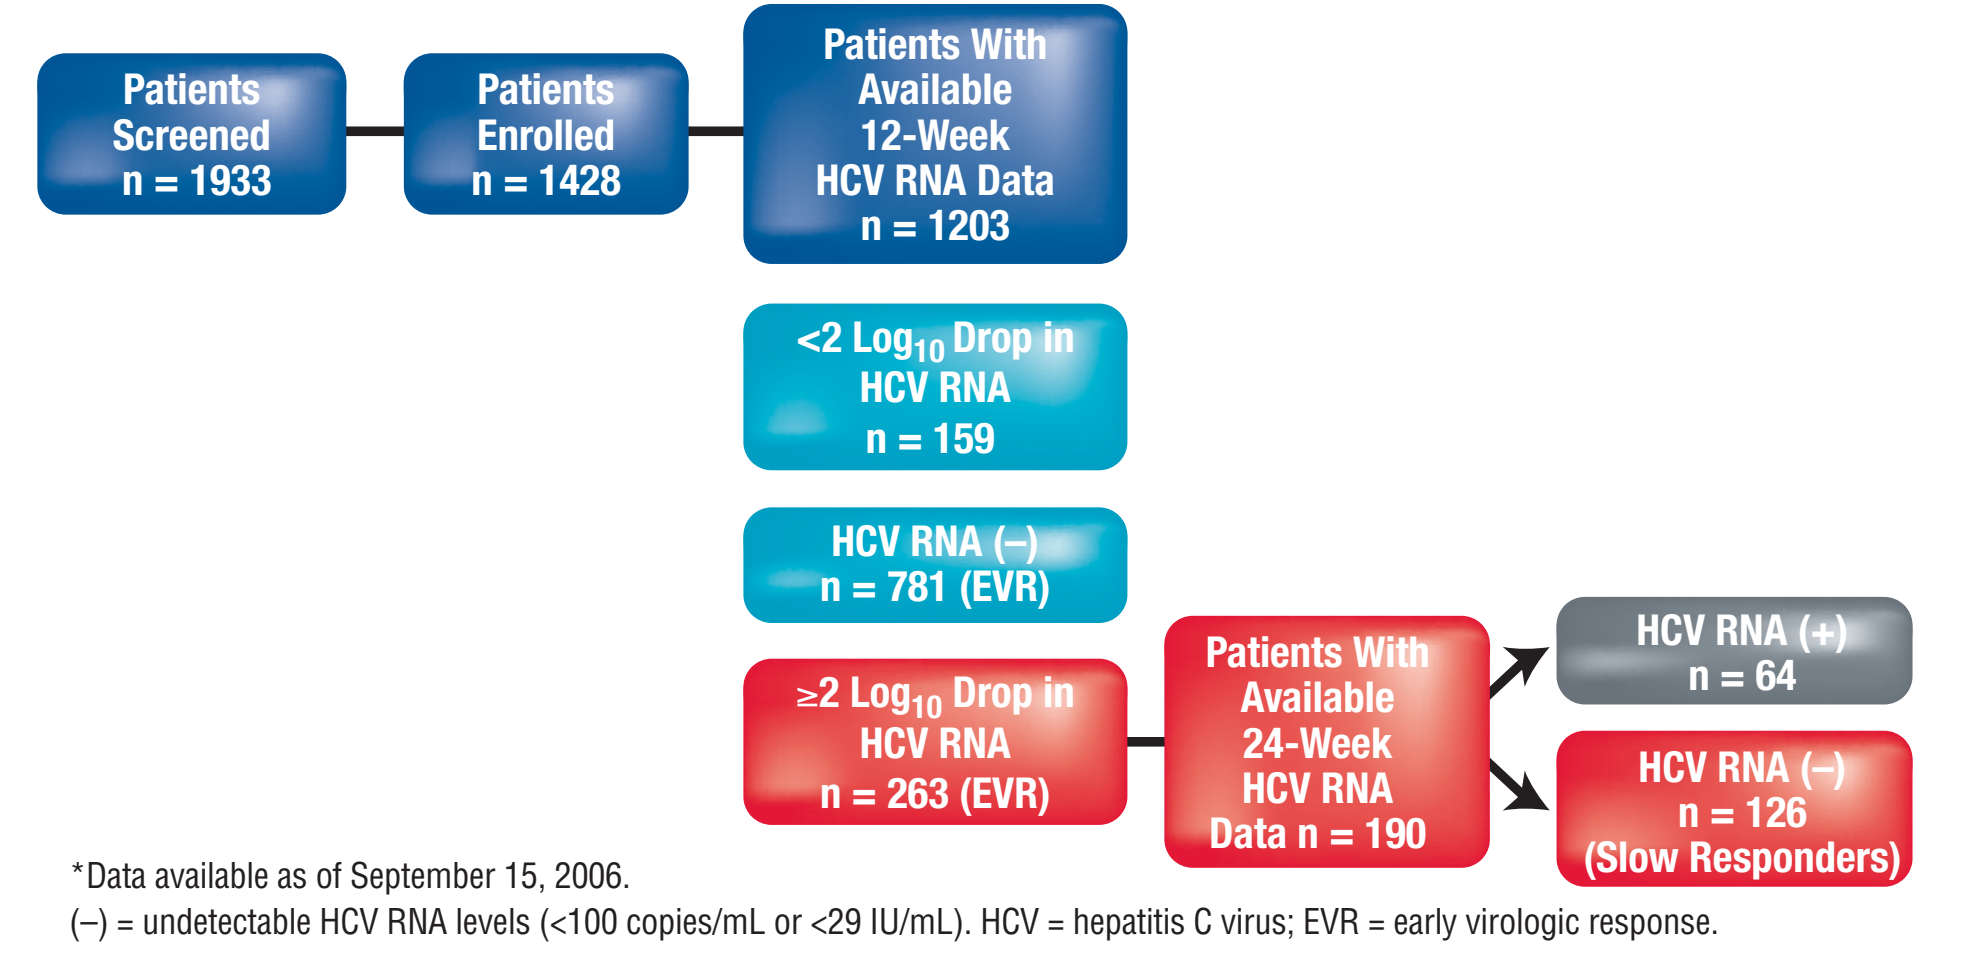 Patients
Screened
n = 1933
Patients
Enrolled
n = 1428
Patients With
Available
12-Week
HCV RNA Data
n = 1203
<2 Log10 Drop in
HCV RNA
n = 159
HCV RNA (–)
n = 781 (EVR)
≥2 Log10 Drop in
HCV RNA
n = 263 (EVR)
Patients With
Available
24-Week
HCV RNA
Data n = 190
HCV RNA (+)
n = 64
HCV RNA (–)
n = 126
(Slow Responders)
*Data available as of September 15, 2006.
(–) = undetectable HCV RNA levels (<100 copies/mL or <29 IU/mL). HCV = hepatitis C virus; EVR = early virologic response.